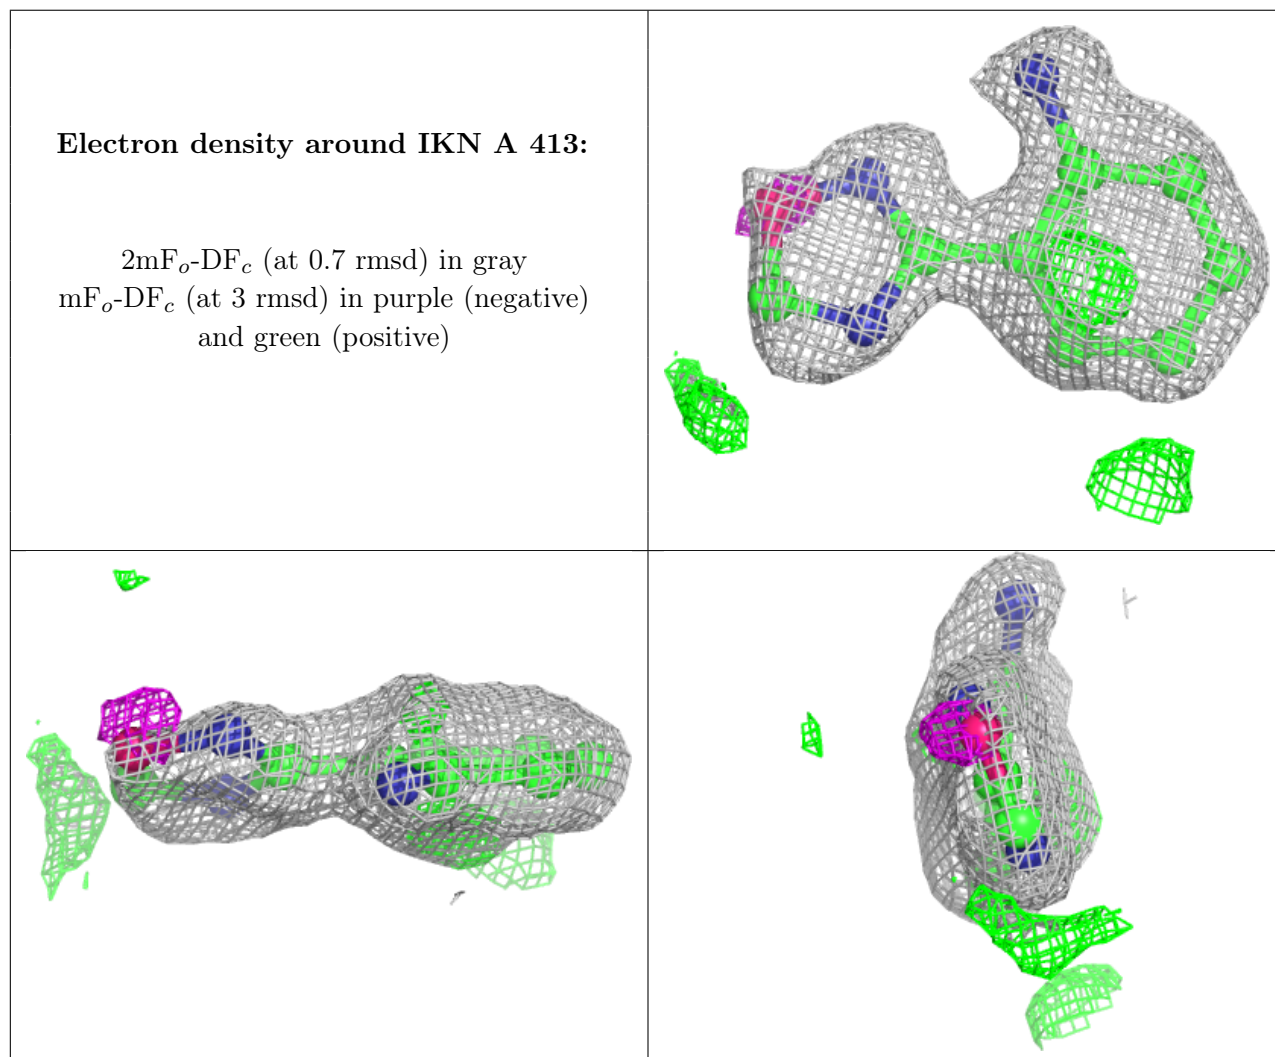 Electron density around IKN A 413:
2mFo-DFc (at 0.7 rmsd) in gray
mFo-DFc (at 3 rmsd) in purple (negative)
and green (positive)